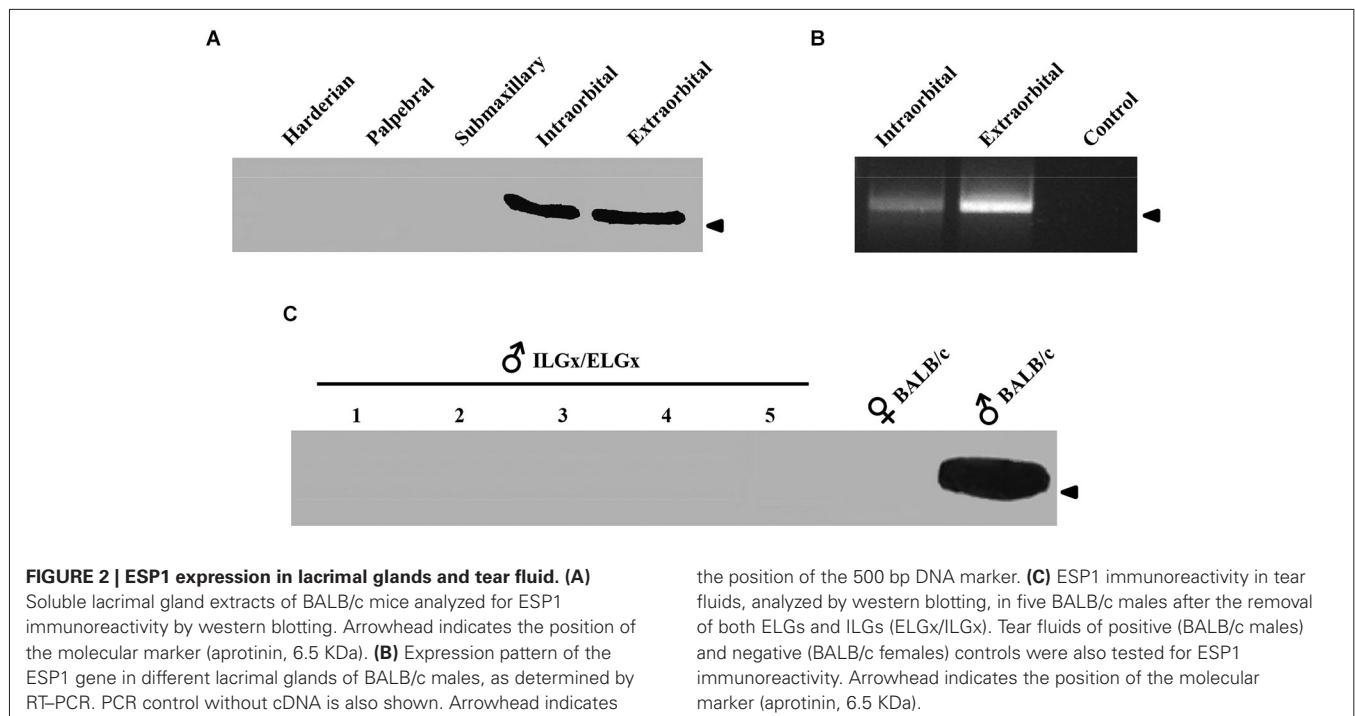 A
B
Harderian
Palpebral
Submaxillary
Intraorbital
Extraorbital
Intraorbital
Extraorbital
Control
C
♂ ILGx/ELGx
1 2 3 4 5
♀ BALB/c
♂ BALB/c
FIGURE 2 | ESP1 expression in lacrimal glands and tear fluid. (A)
Soluble lacrimal gland extracts of BALB/c mice analyzed for ESP1
immunoreactivity by western blotting. Arrowhead indicates the position of
the molecular marker (aprotinin, 6.5 KDa). (B) Expression pattern of the
ESP1 gene in different lacrimal glands of BALB/c males, as determined by
RT–PCR. PCR control without cDNA is also shown. Arrowhead indicates
the position of the 500 bp DNA marker. (C) ESP1 immunoreactivity in tear
fluids, analyzed by western blotting, in five BALB/c males after the removal
of both ELGs and ILGs (ELGx/ILGx). Tear fluids of positive (BALB/c males)
and negative (BALB/c females) controls were also tested for ESP1
immunoreactivity. Arrowhead indicates the position of the molecular
marker (aprotinin, 6.5 KDa).